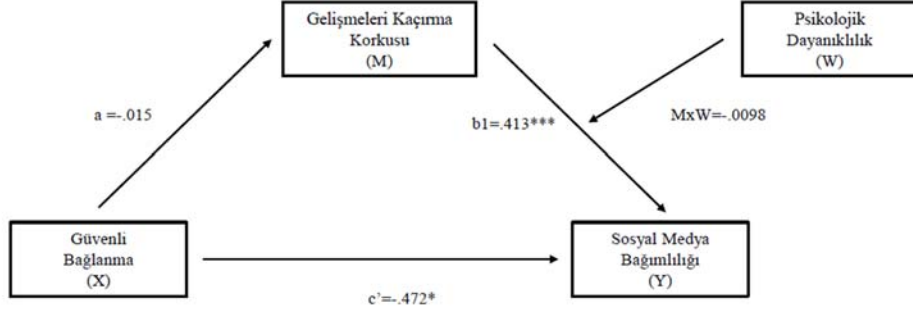 Gelişmeleri Kaçırma
Korkusu
(M)
Psikolojik
Dayanıklılık
(W)
a =-.015
b1=.413***
MxW=-.0098
Güvenli
Bağlanma
(X)
Sosyal Medya
Bağımlılığı
(Y)
c’=-.472*